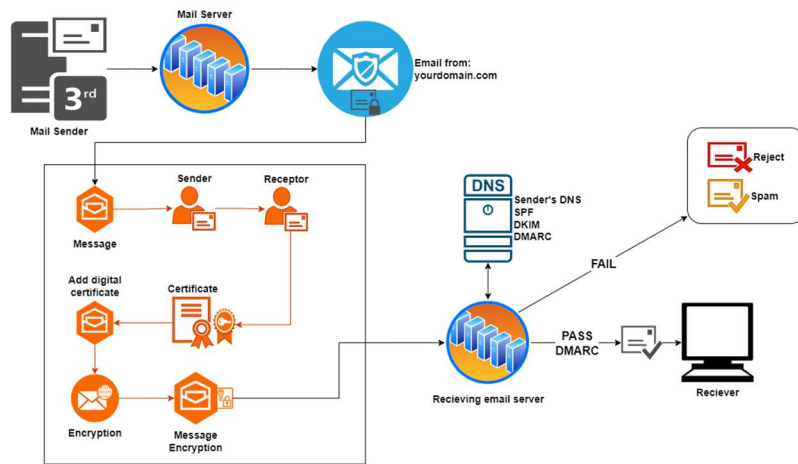 Mail Server
3rd
Mail Sender
Email from:
yourdomain.com
Message
Sender
Receptor
Add digital
certificate
Certificate
Encryption
Message
Encryption
DNS
Sender's DNS
SPF
DKIM
DMARC
Recieving email server
FAIL
Reject
Spam
PASS
DMARC
Reciever